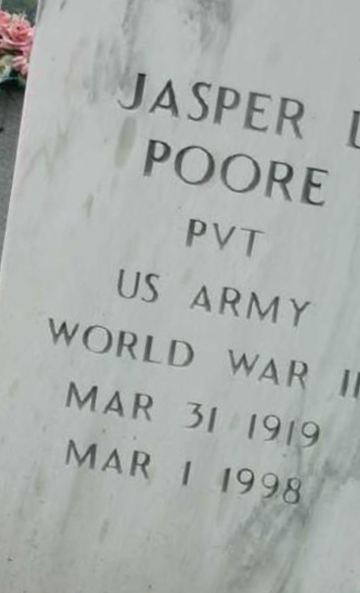 JASPER
POORE
PVT
US ARMY
WORLD WAR II
MAR 31 1919
MAR 1 1998